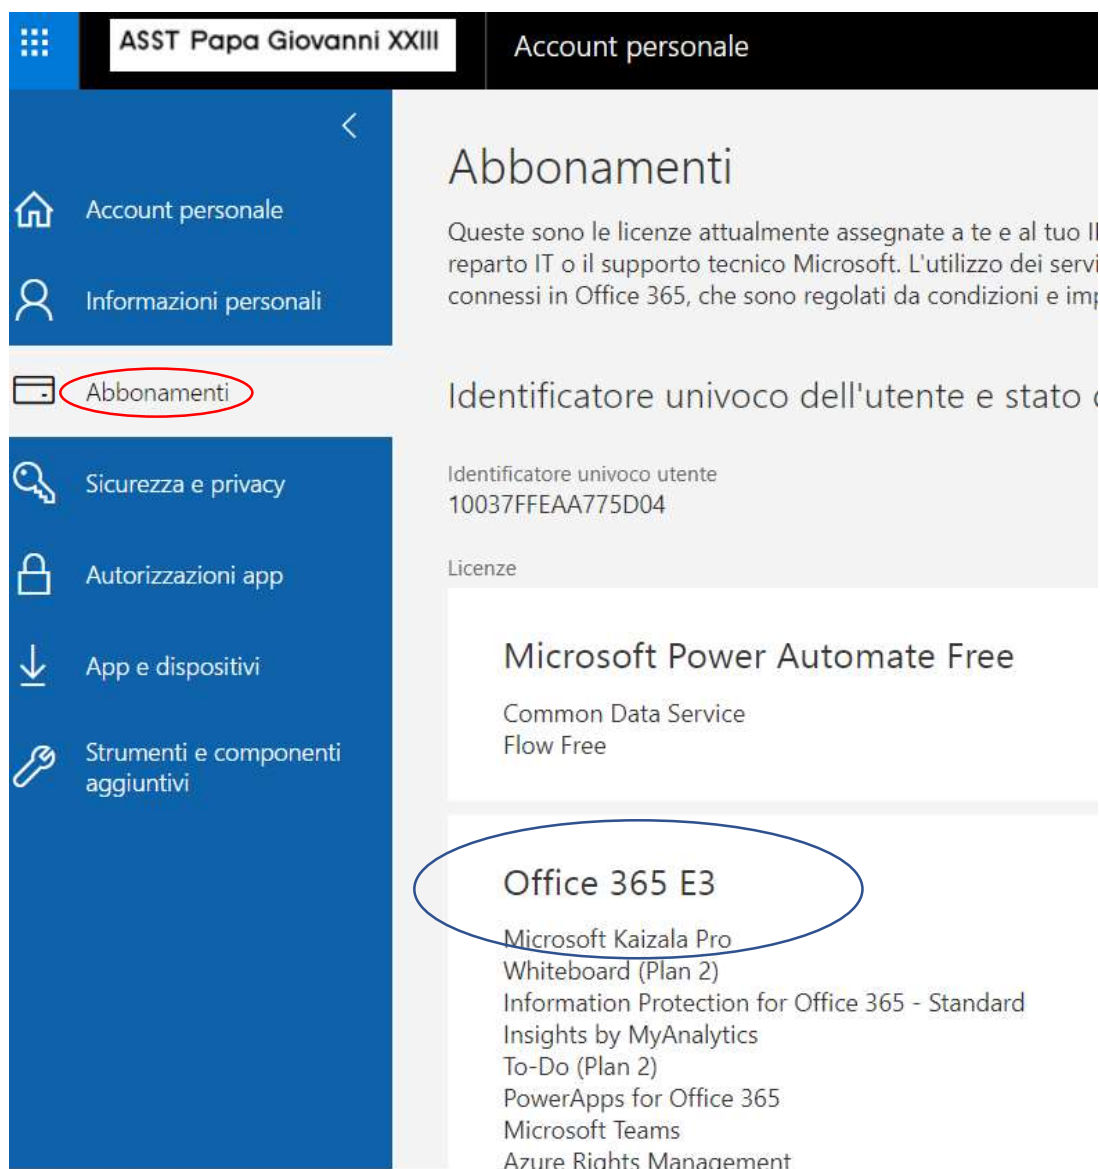 ASST Papa Giovanni XXIII
Account personale
Account personale
Informazioni personali
Abbonamenti
Sicurezza e privacy
Autorizzazioni app
App e dispositivi
Strumenti e componenti
aggiuntivi
Abbonamenti
Queste sono le licenze attualmente assegnate a te e al tuo
reparto IT o il supporto tecnico Microsoft. L'utilizzo dei
connessi in Office 365, che sono regolati da condizioni e
Identificatore univoco dell'utente e stato
Identificatore univoco utente
10037FFEAA775D04
Licenze
Microsoft Power Automate Free
Common Data Service
Flow Free
Office 365 E3
Microsoft Kaizala Pro
Whiteboard (Plan 2)
Information Protection for Office 365 - Standard
Insights by MyAnalytics
To-Do (Plan 2)
PowerApps for Office 365
Microsoft Teams
Azure Rights Management